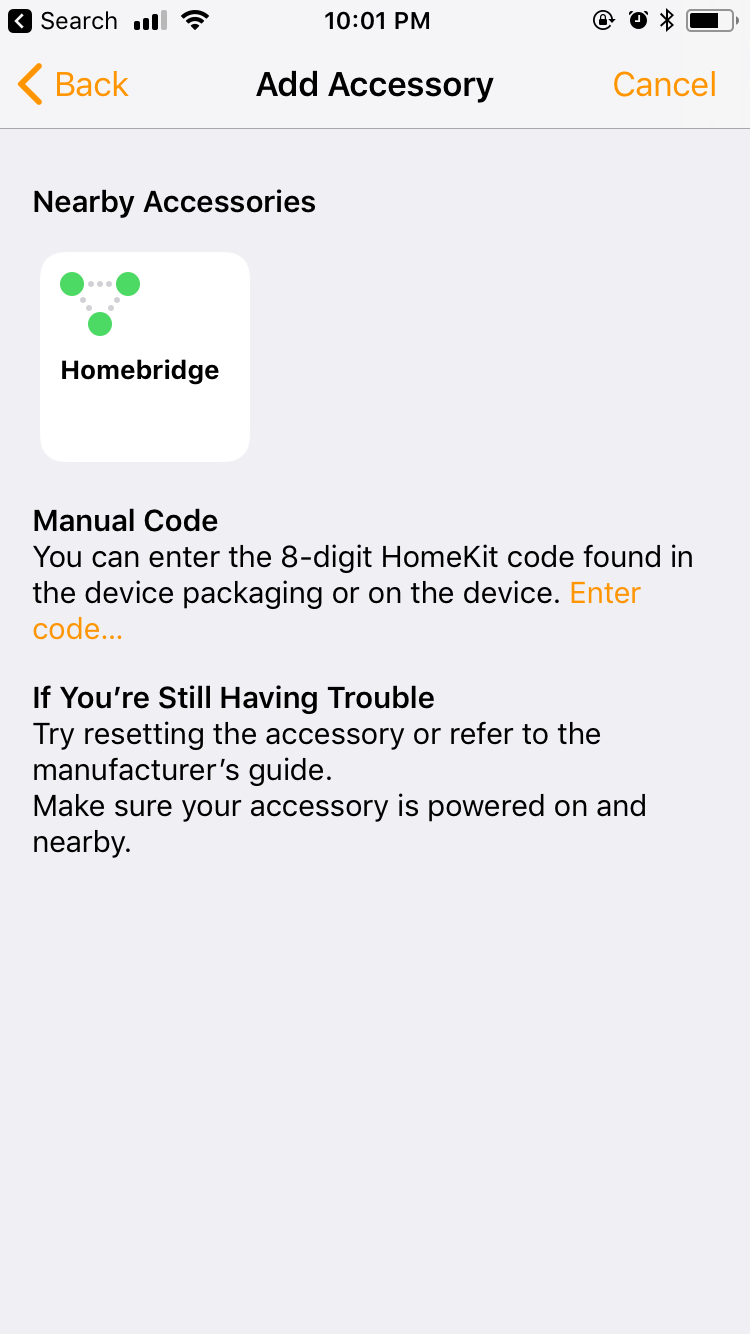 Search 10:01 PM
Back Add Accessory Cancel
Nearby Accessories
Homebridge
Manual Code
You can enter the 8-digit HomeKit code found in
the device packaging or on the device. Enter
code...
If You’re Still Having Trouble
Try resetting the accessory or refer to the
manufacturer’s guide.
Make sure your accessory is powered on and
nearby.